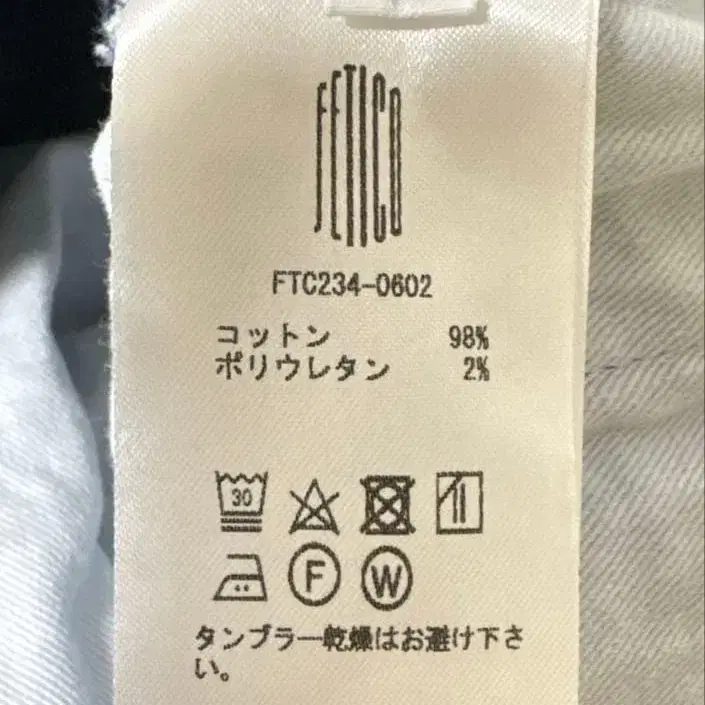 FETICO
FTC234-0602
コットン 98%
ポリウレタン 2%
30
F W
タンブラー乾燥はお避け下さ
い。